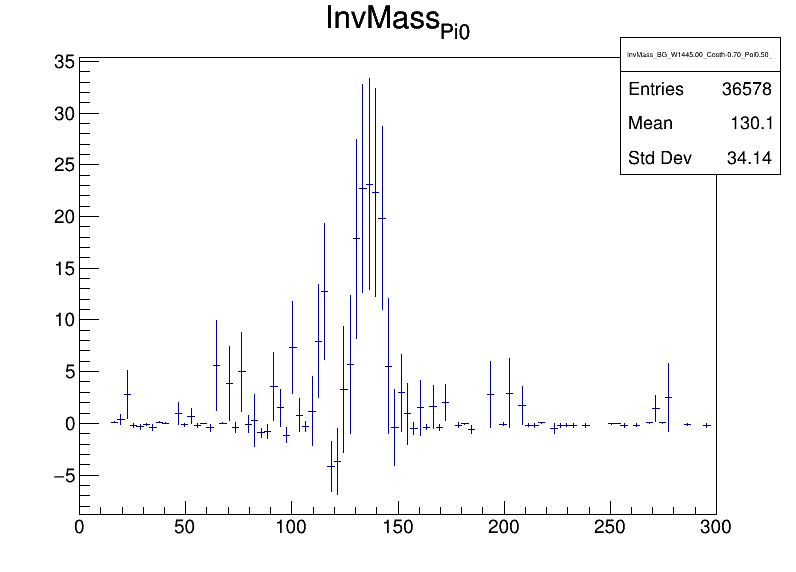 InvMass_Pi0
InvMass_BG_W1445.00_Costh-0.70_Pol0.50_
Entries 36578
Mean 130.1
Std Dev 34.14
35
30
25
20
15
10
5
0
−5
0 50 100 150 200 250 300